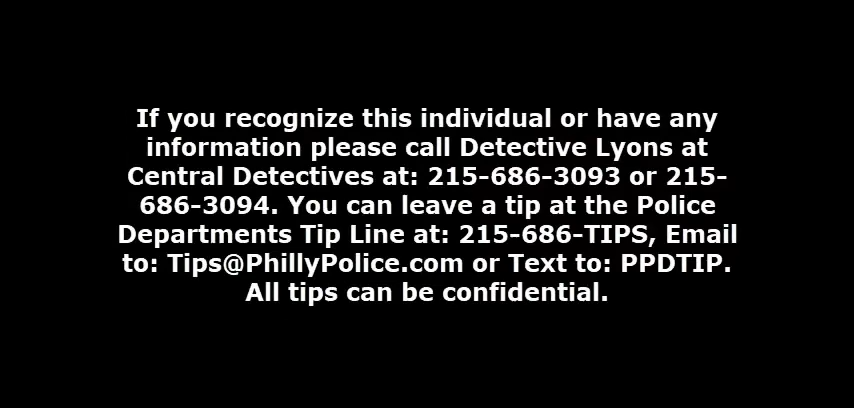 If you recognize this individual or have any
information please call Detective Lyons at
Central Detectives at: 215-686-3093 or 215-
686-3094. You can leave a tip at the Police
Departments Tip Line at: 215-686-TIPS, Email
to: Tips@PhillyPolice.com or Text to: PPDTIP.
All tips can be confidential.